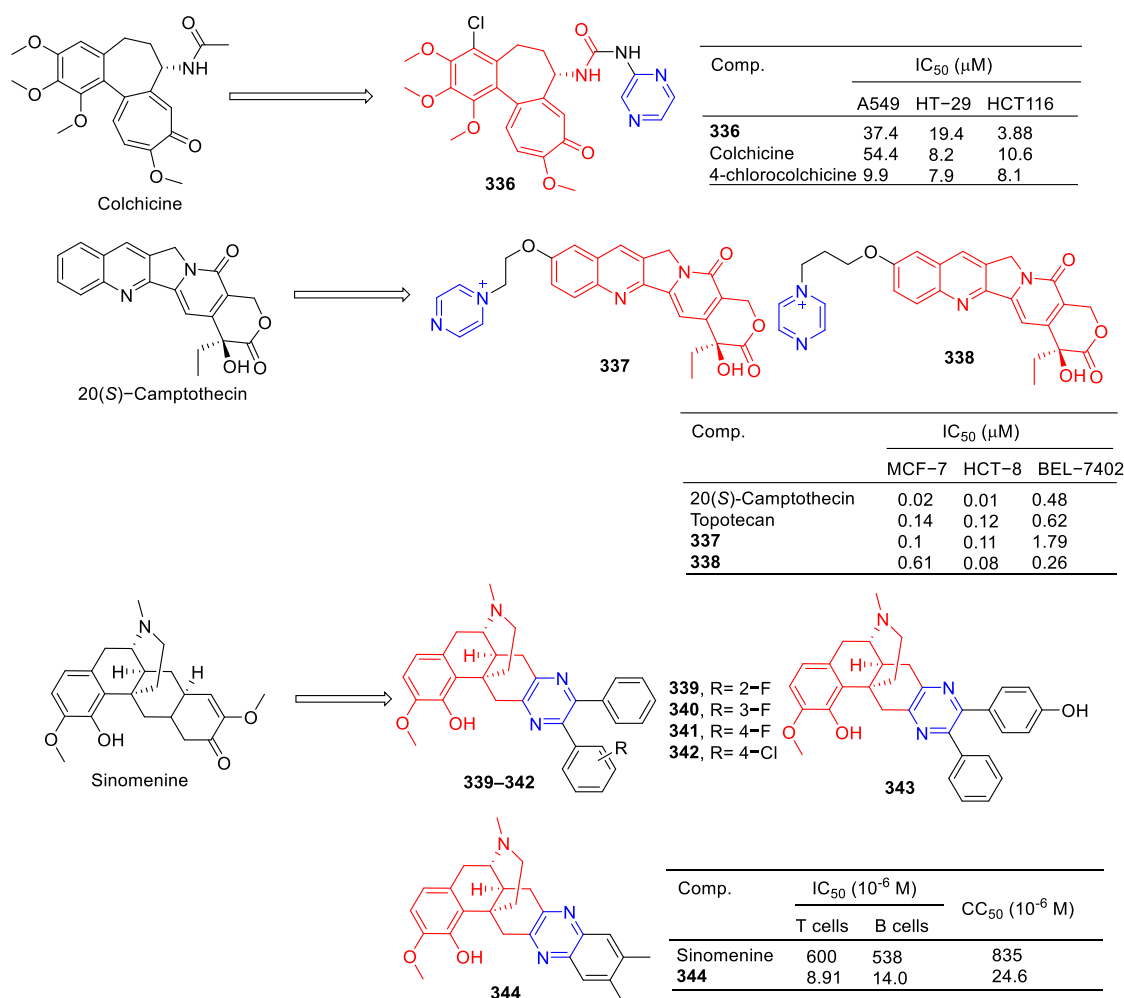 Colchicine
336
Comp. IC50 (μM)
A549 HT−29 HCT116
336 37.4 19.4 3.88
Colchicine 54.4 8.2 10.6
4-chlorocolchicine 9.9 7.9 8.1
20(S)−Camptothecin
337
338
Comp. IC50 (μM)
MCF−7 HCT−8 BEL−7402
20(S)-Camptothecin 0.02 0.01 0.48
Topotecan 0.14 0.12 0.62
337 0.1 0.11 1.79
338 0.61 0.08 0.26
Sinomenine
339–342
339, R= 2−F
340, R= 3−F
341, R= 4−F
342, R= 4−Cl
343
344
Comp. IC50 (10-6 M) CC50 (10-6 M)
T cells B cells
Sinomenine 600 538 835
344 8.91 14.0 24.6